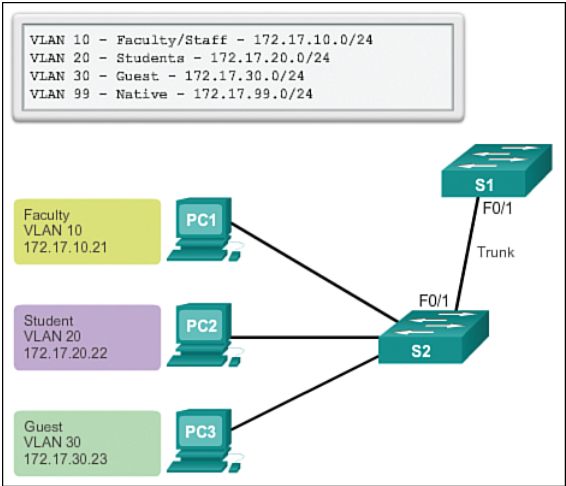 VLAN 10 – Faculty/Staff – 172.17.10.0/24
VLAN 20 – Students – 172.17.20.0/24
VLAN 30 – Guest – 172.17.30.0/24
VLAN 99 – Native – 172.17.99.0/24
S1
F0/1
Trunk
Faculty
VLAN 10
172.17.10.21
PC1
F0/1
S2
Student
VLAN 20
172.17.20.22
PC2
Guest
VLAN 30
172.17.30.23
PC3